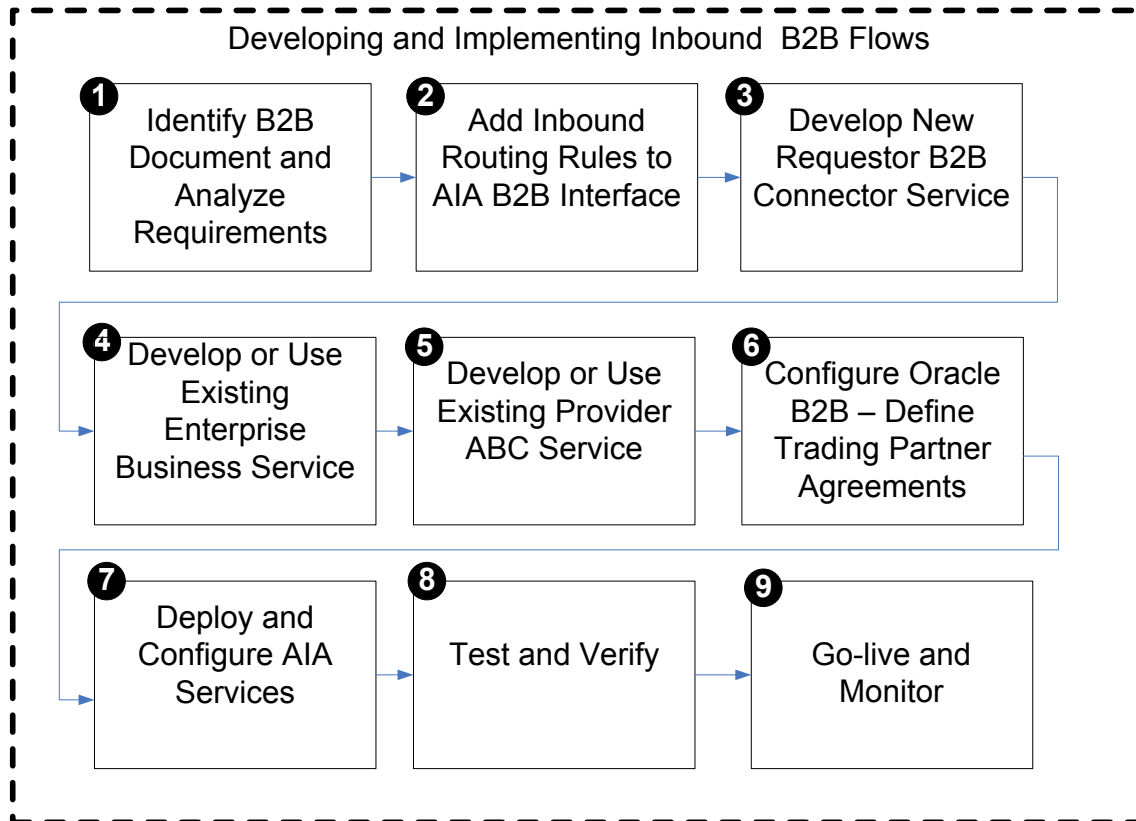 Developing and Implementing Inbound B2B Flows
1
Identify B2B
Document and
Analyze
Requirements
2
Add Inbound
Routing Rules to
AIA B2B Interface
3
Develop New
Requestor B2B
Connector Service
4
Develop or Use
Existing
Enterprise
Business Service
5
Develop or Use
Existing Provider
ABC Service
6
Configure Oracle
B2B – Define
Trading Partner
Agreements
7
Deploy and
Configure AIA
Services
8
Test and Verify
9
Go-live and
Monitor